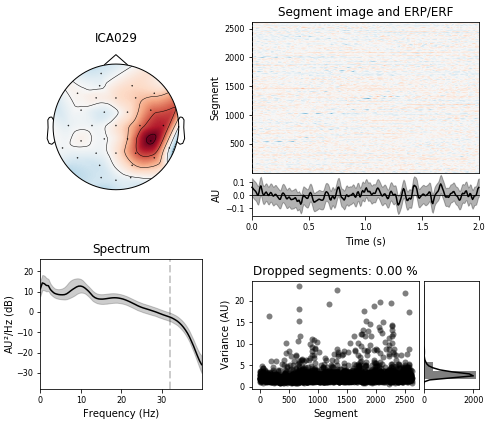 ICA029
Segment image and ERP/ERF
Segment
2500
2000
1500
1000
500
AU
0.1
0.0
−0.1
0.0 0.5 1.0 1.5 2.0
Time (s)
Spectrum
AU²/Hz (dB)
20
10
0
−10
−20
−30
0 10 20 30
Frequency (Hz)
Dropped segments: 0.00 %
Variance (AU)
20
15
10
5
0
0 500 1000 1500 2000 2500
0 2000
Segment